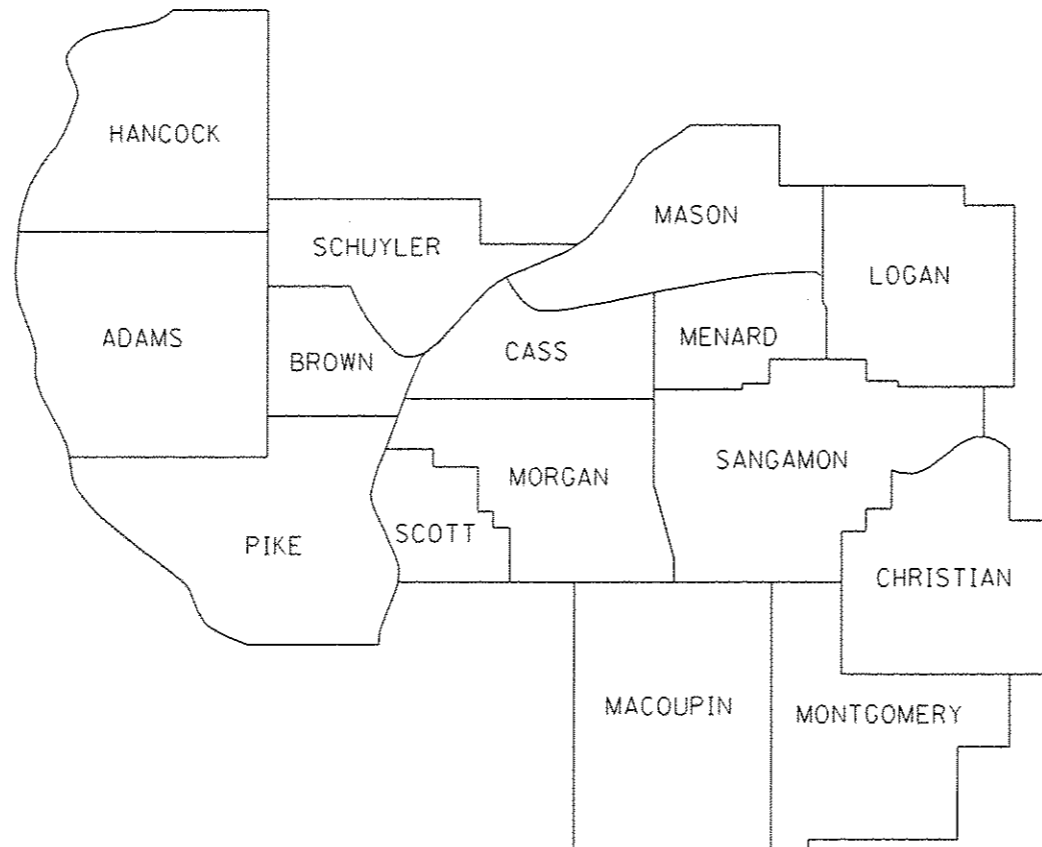 HANCOCK
MASON
SCHUYLER
LOGAN
ADAMS
MENARD
CASS
BROWN
SANGAMON
MORGAN
SCOTT
PIKE
CHRISTIAN
MACOUPIN
MONTGOMERY